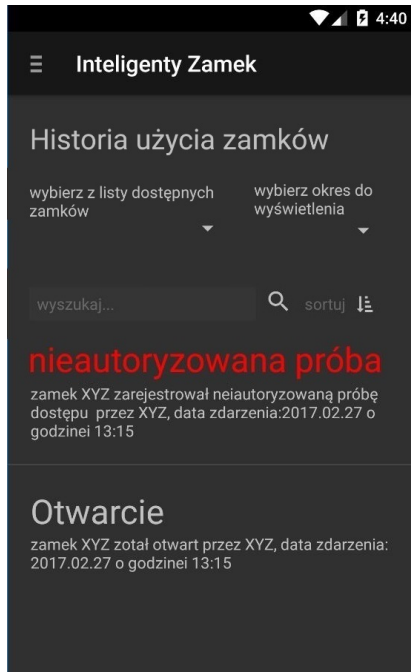 4:40
Inteligenty Zamek
Historia użycia zamków
wybierz z listy dostępnych
zamków
wybierz okres do
wyświetlenia
wyszukaj...
sortuj
nieautoryzowana próba
zamek XYZ zarejestrował neiautoryzowaną próbę
dostępu przez XYZ, data zdarzenia:2017.02.27 o
godzinei 13:15
Otwarcie
zamek XYZ zotał otwart przez XYZ, data zdarzenia:
2017.02.27 o godzinei 13:15